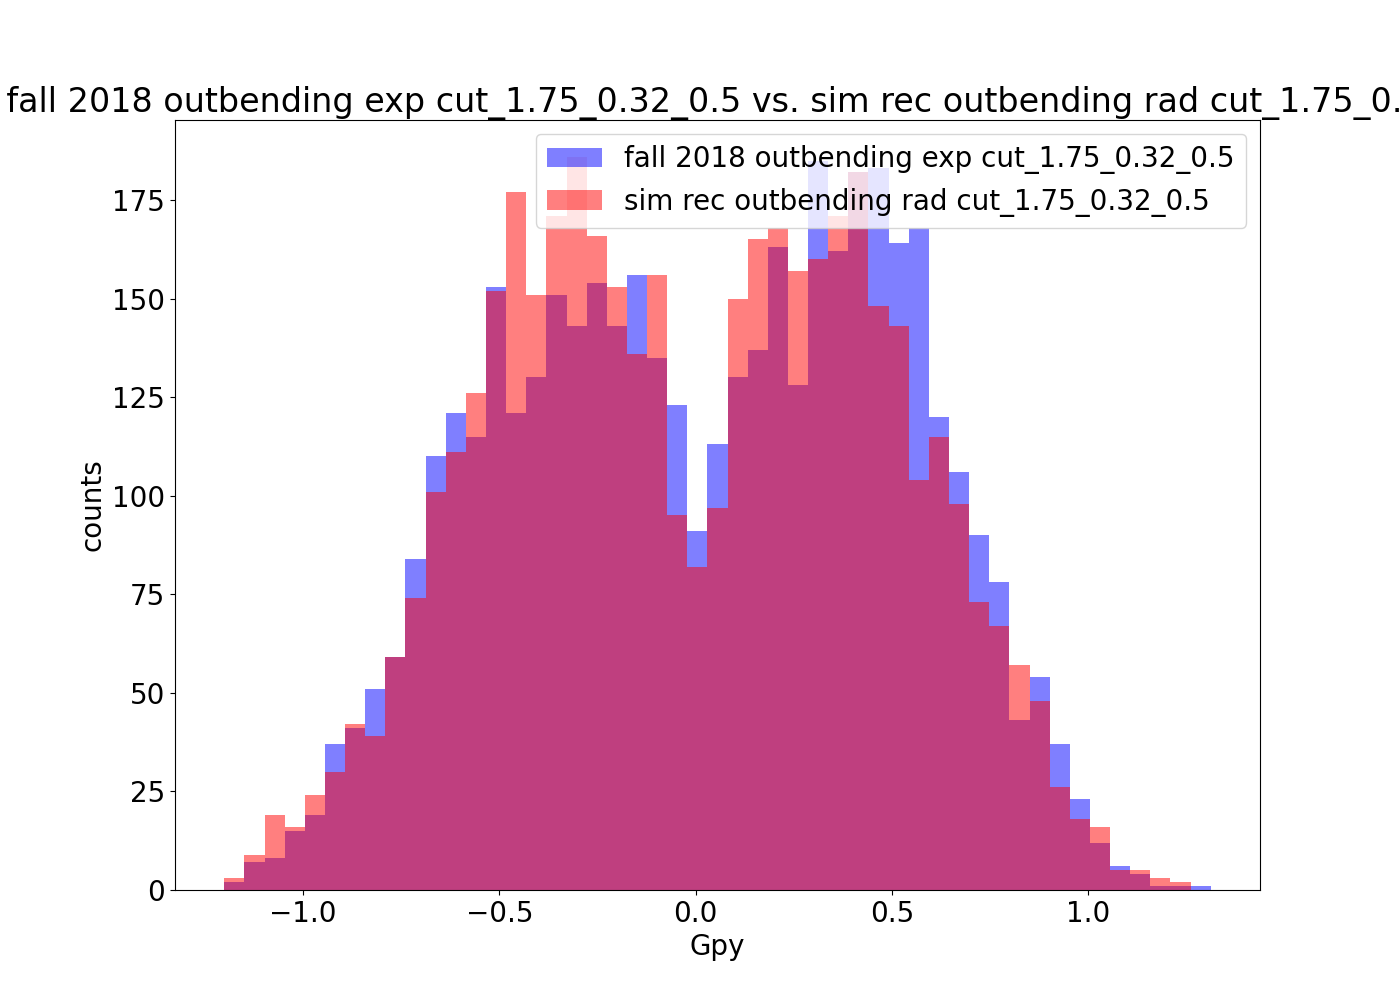 fall 2018 outbending exp cut_1.75_0.32_0.5 vs. sim rec outbending rad cut_1.75_0.
fall 2018 outbending exp cut_1.75_0.32_0.5
sim rec outbending rad cut_1.75_0.32_0.5
175
150
125
100
75
50
25
0
counts
−1.0 −0.5 0.0 0.5 1.0
Gpy